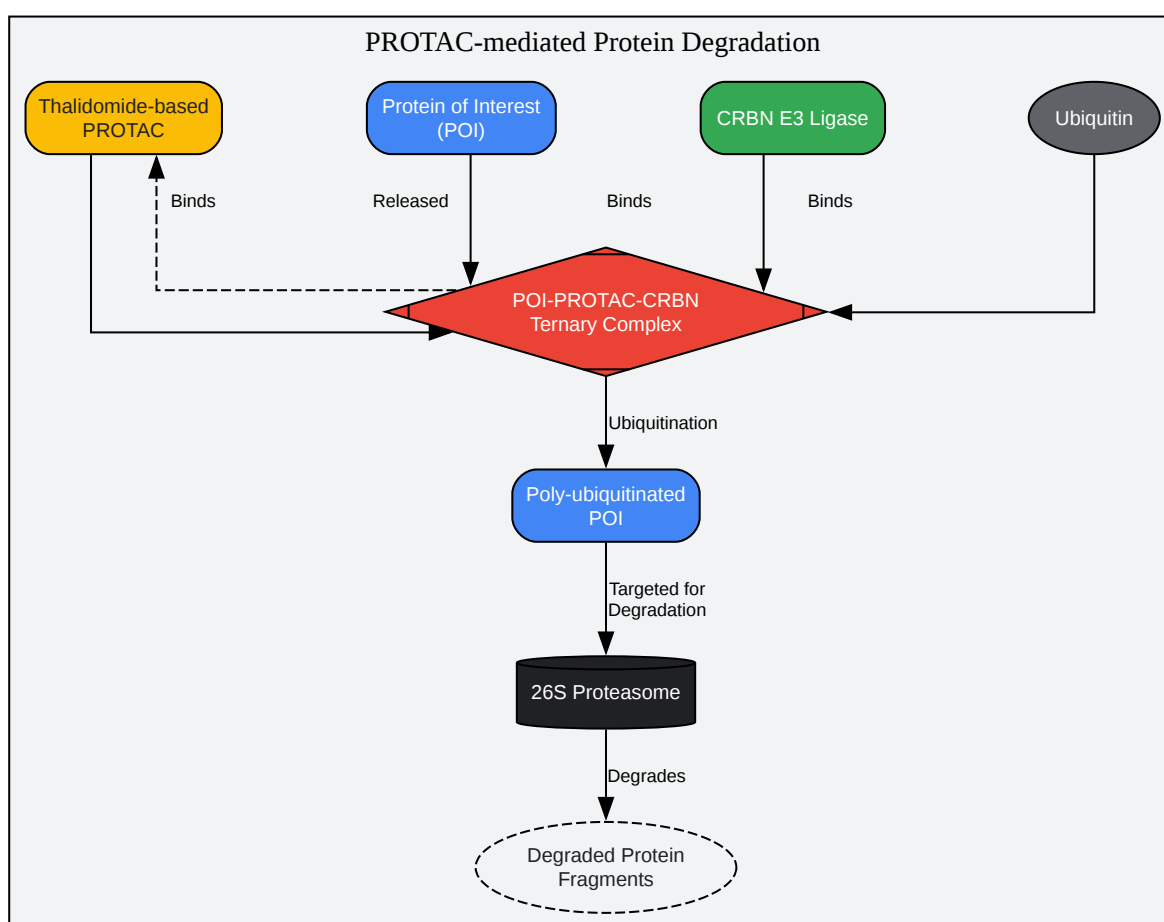 PROTAC-mediated Protein Degradation
Thalidomide-based
PROTAC
Protein of Interest
(POI)
CRBN E3 Ligase
Ubiquitin
Binds
Released
Binds
Binds
POI-PROTAC-CRBN
Ternary Complex
Ubiquitination
Poly-ubiquitinated
POI
Targeted for
Degradation
26S Proteasome
Degrades
Degraded Protein
Fragments